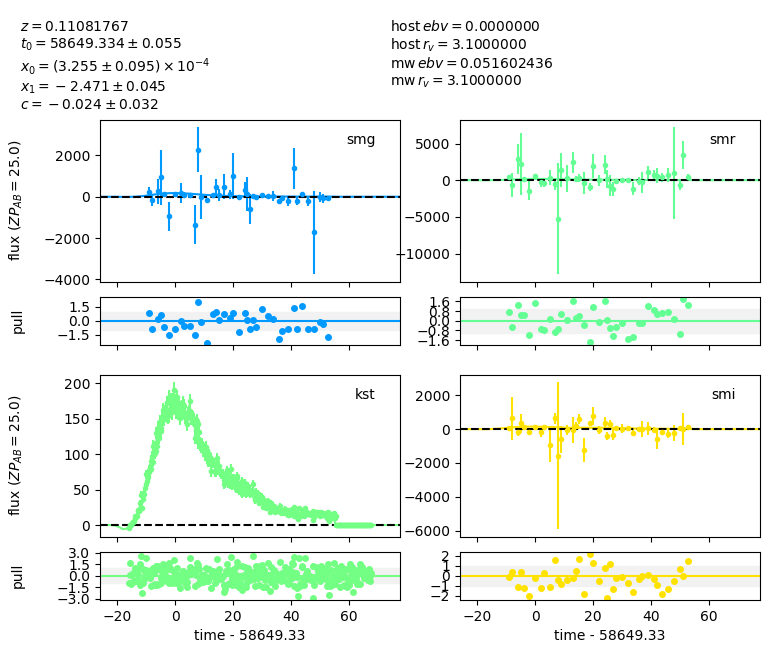 z = 0.11081767
t₀ = 58649.334 ± 0.055
x₀ = (3.255 ± 0.095) × 10⁻⁴
x₁ = −2.471 ± 0.045
c = −0.024 ± 0.032
host ebv = 0.0000000
host r_v = 3.1000000
mw ebv = 0.051602436
mw r_v = 3.1000000
flux (ZP_AB = 25.0)
smg
2000
0
−2000
−4000
smr
5000
0
−5000
−10000
pull
1.5
0.0
−1.5
1.6
0.8
0.0
−0.8
−1.6
flux (ZP_AB = 25.0)
kst
200
150
100
50
0
smi
2000
0
−2000
−4000
−6000
pull
3.0
1.5
0.0
−1.5
−3.0
2
1
0
−1
−2
−20 0 20 40 60
−20 0 20 40 60
time - 58649.33
time - 58649.33